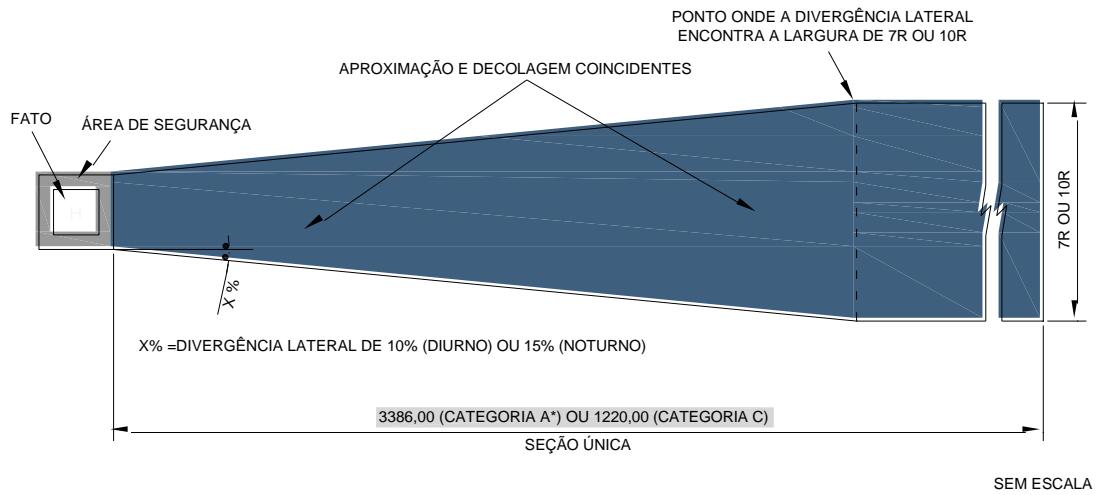 PONTO ONDE A DIVERGÊNCIA LATERAL
ENCONTRA A LARGURA DE 7R OU 10R
APROXIMAÇÃO E DECOLAGEM COINCIDENTES
FATO
ÁREA DE SEGURANÇA
H
7R OU 10R
X %
X% =DIVERGÊNCIA LATERAL DE 10% (DIURNO) OU 15% (NOTURNO)
3386,00 (CATEGORIA A*) OU 1220,00 (CATEGORIA C)
SEÇÃO ÚNICA
SEM ESCALA